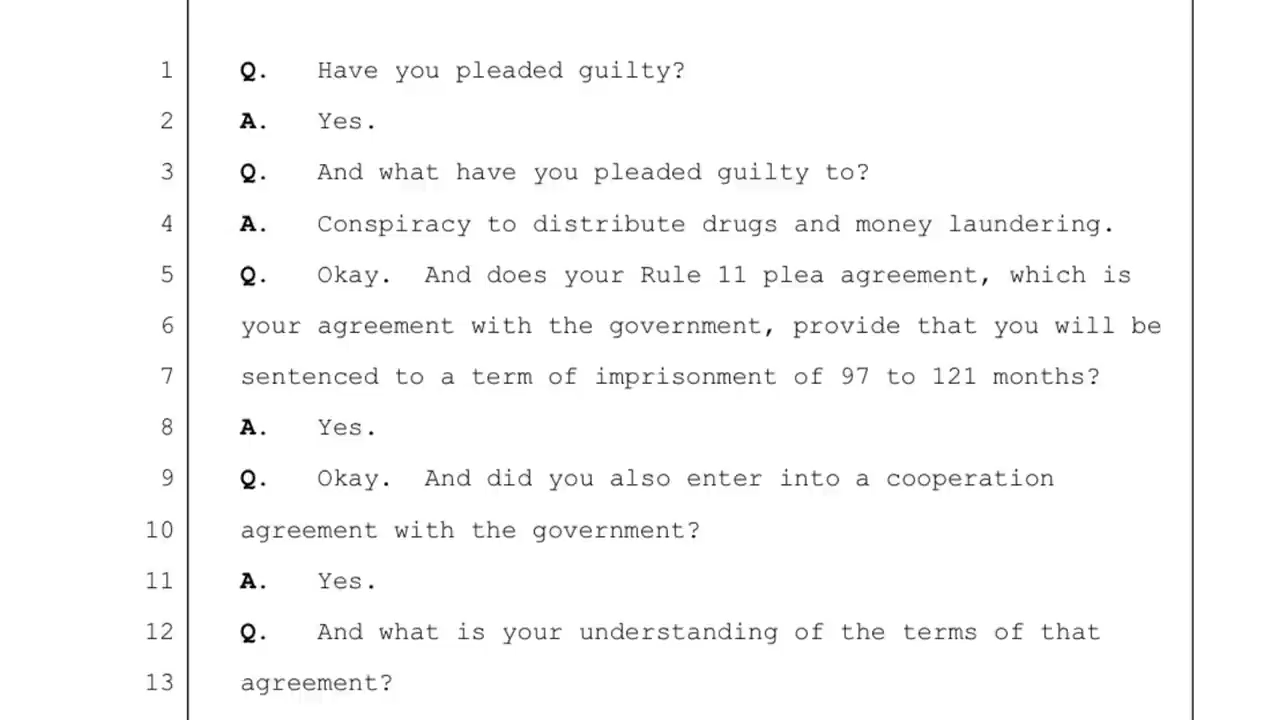 1 Q. Have you pleaded guilty?
2 A. Yes.
3 Q. And what have you pleaded guilty to?
4 A. Conspiracy to distribute drugs and money laundering.
5 Q. Okay. And does your Rule 11 plea agreement, which is
6 your agreement with the government, provide that you will be
7 sentenced to a term of imprisonment of 97 to 121 months?
8 A. Yes.
9 Q. Okay. And did you also enter into a cooperation
10 agreement with the government?
11 A. Yes.
12 Q. And what is your understanding of the terms of that
13 agreement?